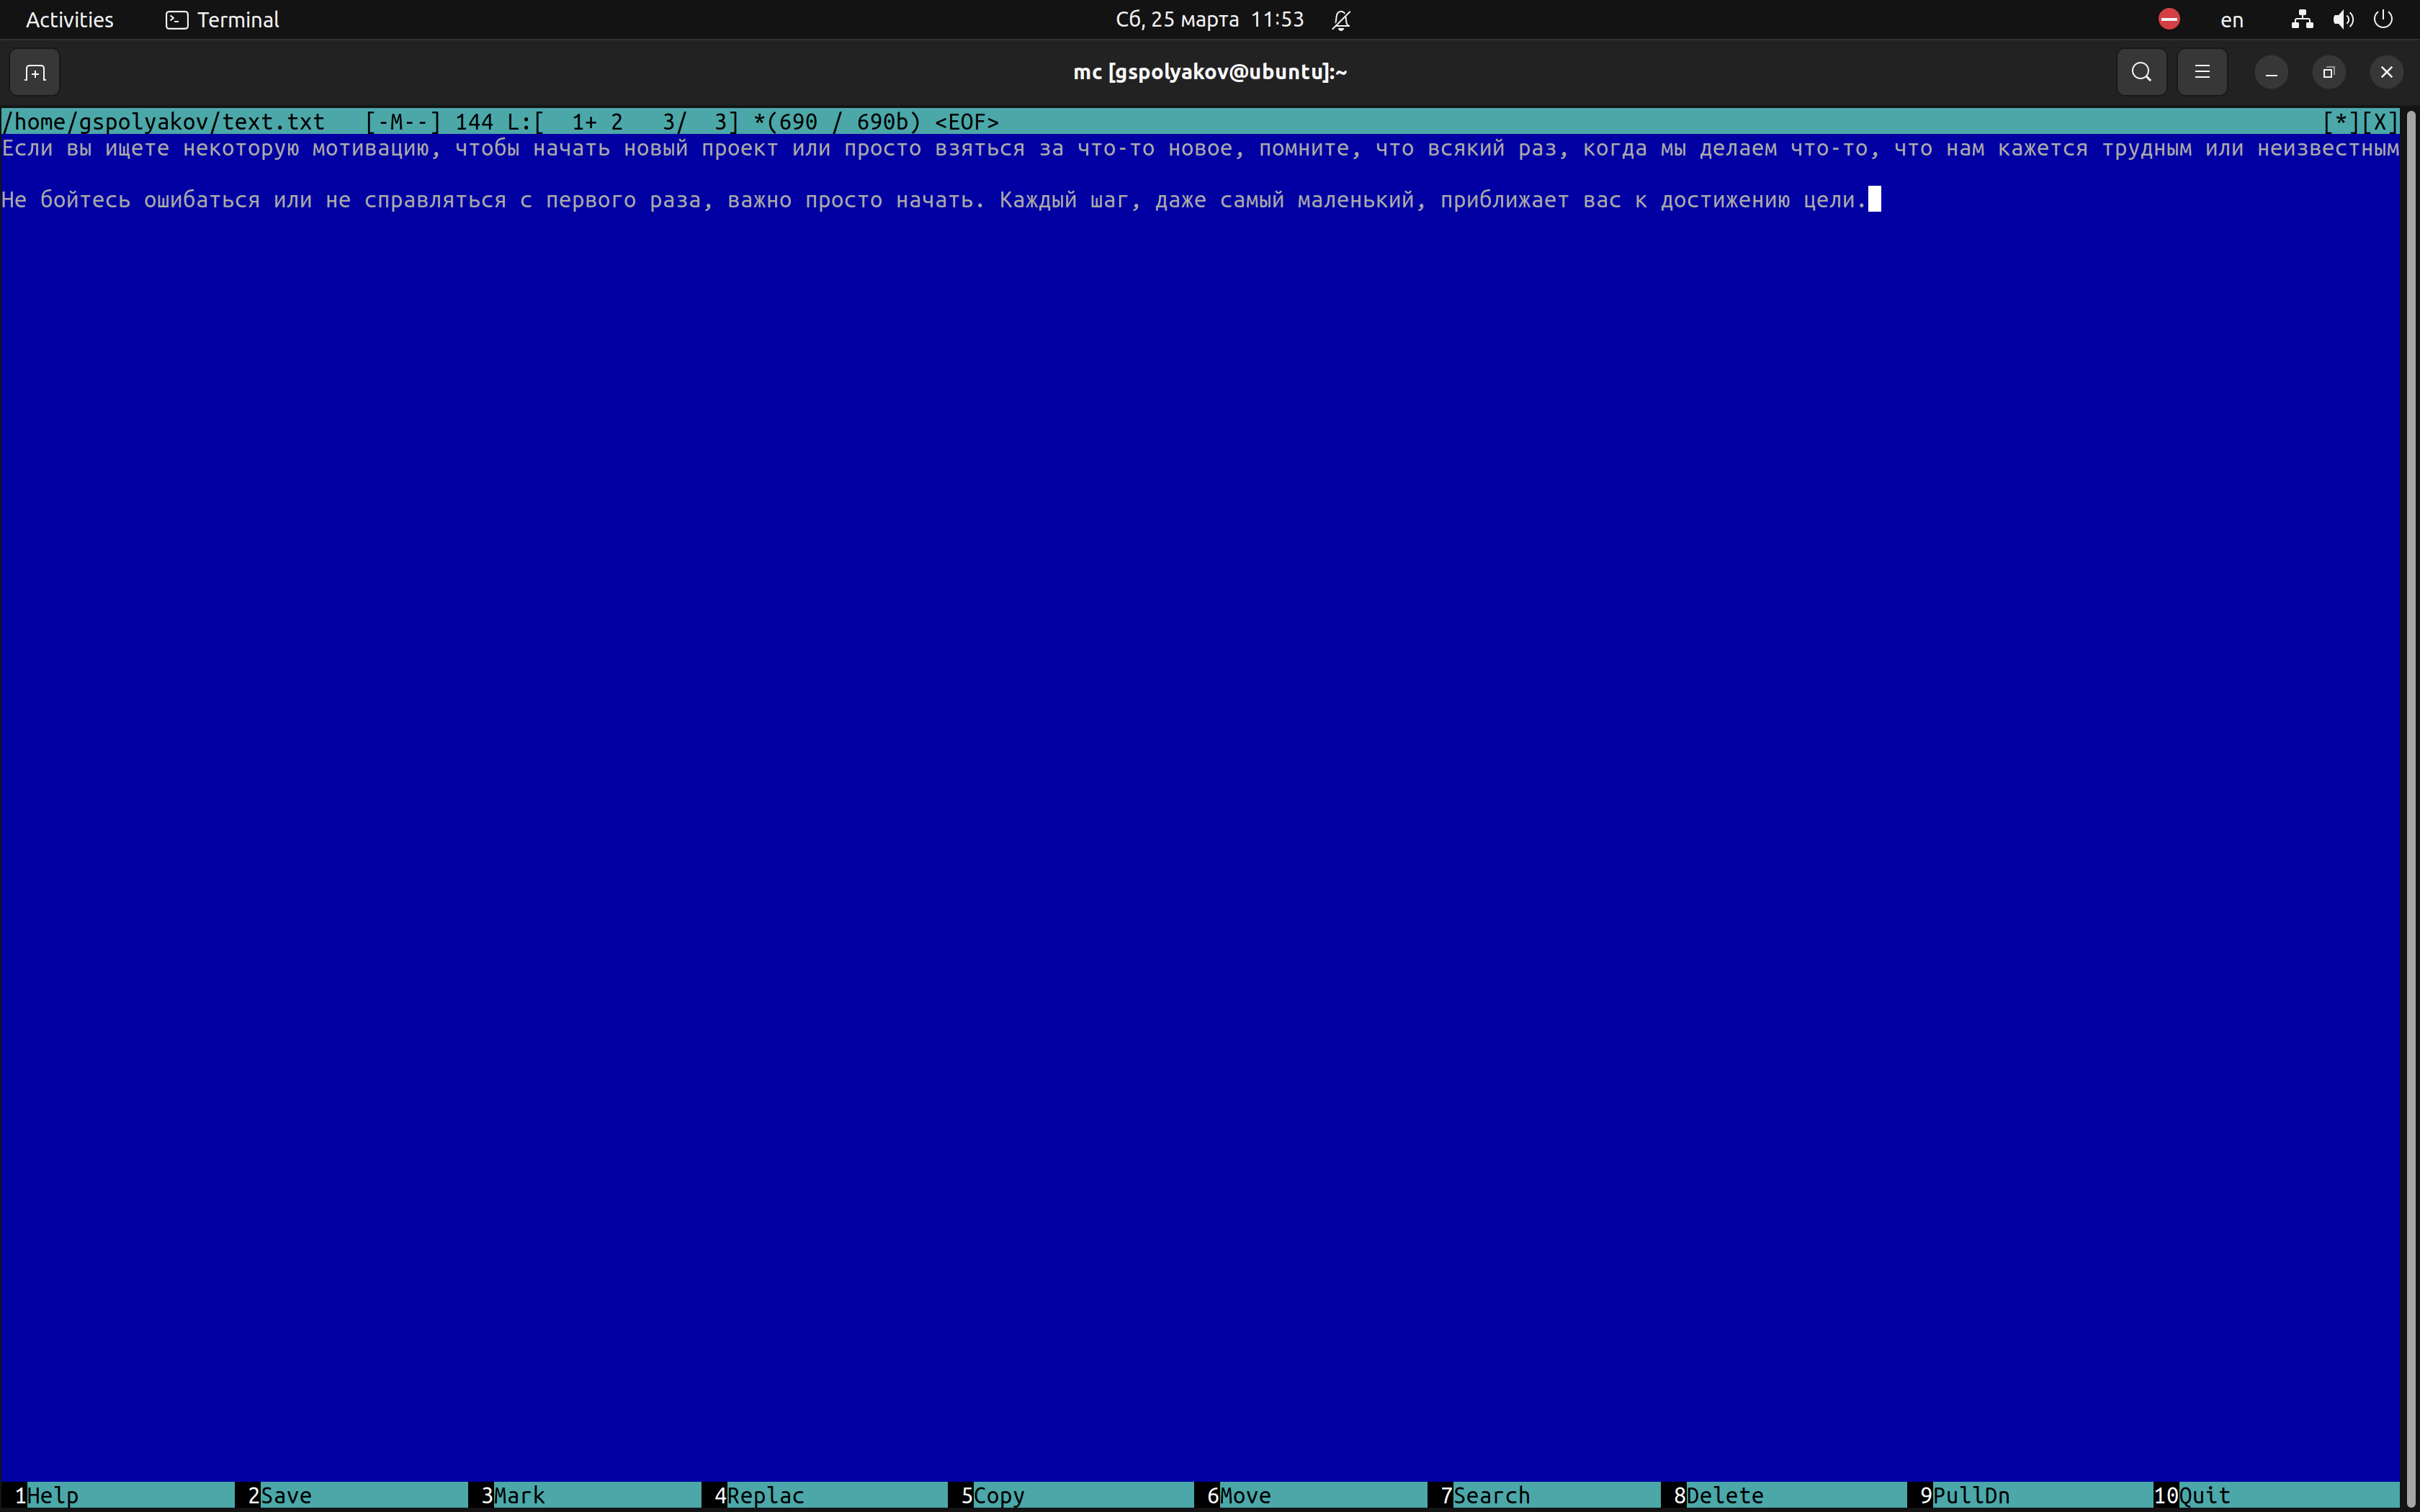 Activities Terminal Сб, 25 марта 11:53 en
mc [gspolyakov@ubuntu]:~
/home/gspolyakov/text.txt [-M--] 144 L:[ 1+ 2 3/ 3] *(690 / 690b) <EOF> [*][X]
Если вы ищете некоторую мотивацию, чтобы начать новый проект или просто взяться за что-то новое, помните, что всякий раз, когда мы делаем что-то, что нам кажется трудным или неизвестным
Не бойтесь ошибаться или не справляться с первого раза, важно просто начать. Каждый шаг, даже самый маленький, приближает вас к достижению цели.
1Help 2Save 3Mark 4Replac 5Copy 6Move 7Search 8Delete 9PullDn 10Quit